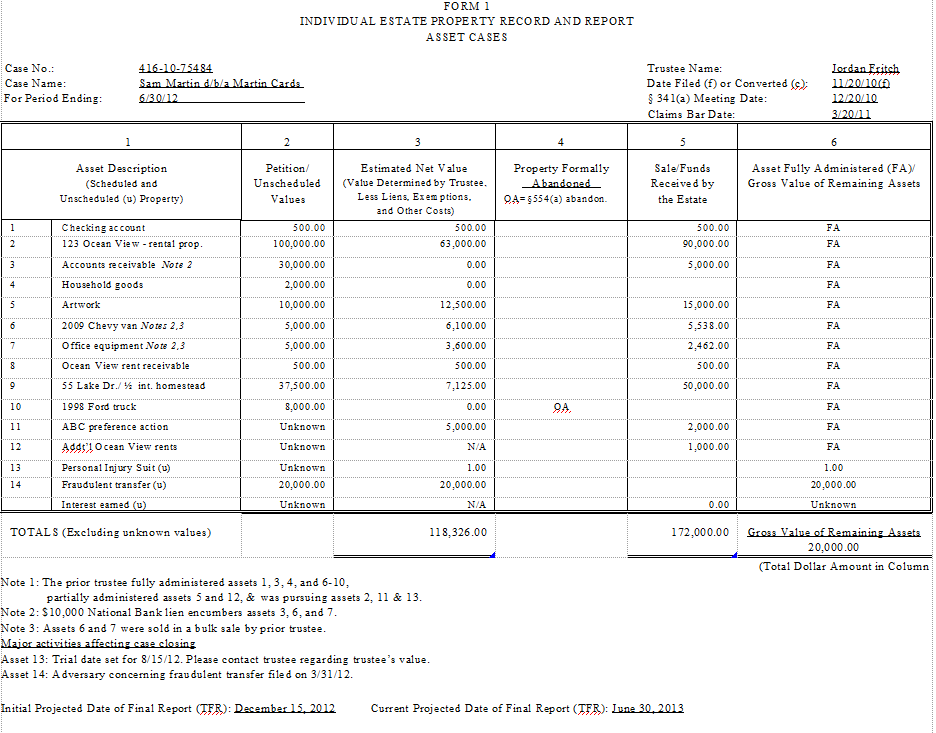 FORM 1
INDIVIDUAL ESTATE PROPERTY RECORD AND REPORT
ASSET CASES
Case No.: 416-10-75484 Trustee Name: Jordan Fritch
Case Name: Sam Martin d/b/a Martin Cards Date Filed (f) or Converted (c): 11/20/10(f)
For Period Ending: 6/30/12 § 341(a) Meeting Date: 12/20/10
Claims Bar Date: 3/20/11
1 2 3 4 5 6
Asset Description Petition/ Estimated Net Value Property Formally Sale/Funds Asset Fully Administered (FA)/
(Scheduled and Unscheduled (Value Determined by Trustee, Abandoned Received by Gross Value of Remaining Assets
Unscheduled (u) Property) Values Less Liens, Exemptions, OA=§554(a) abandon. the Estate
and Other Costs)
1 Checking account 500.00 500.00 500.00 FA
2 123 Ocean View - rental prop. 100,000.00 63,000.00 90,000.00 FA
3 Accounts receivable Note 2 30,000.00 0.00 5,000.00 FA
4 Household goods 2,000.00 0.00 FA
5 Artwork 10,000.00 12,500.00 15,000.00 FA
6 2009 Chevy van Notes 2,3 5,000.00 6,100.00 5,538.00 FA
7 Office equipment Note 2,3 5,000.00 3,600.00 2,462.00 FA
8 Ocean View rent receivable 500.00 500.00 500.00 FA
9 55 Lake Dr./ ½ int. homestead 37,500.00 7,125.00 50,000.00 FA
10 1998 Ford truck 8,000.00 0.00 OA FA
11 ABC preference action Unknown 5,000.00 2,000.00 FA
12 Addt'l Ocean View rents Unknown N/A 1,000.00 FA
13 Personal Injury Suit (u) Unknown 1.00 1.00
14 Fraudulent transfer (u) 20,000.00 20,000.00 20,000.00
Interest earned (u) Unknown N/A 0.00 Unknown
TOTALS (Excluding unknown values) 118,326.00 172,000.00 Gross Value of Remaining Assets
20,000.00
(Total Dollar Amount in Column
Note 1: The prior trustee fully administered assets 1, 3, 4, and 6-10,
partially administered assets 5 and 12, & was pursuing assets 2, 11 & 13.
Note 2: $10,000 National Bank lien encumbers assets 3, 6, and 7.
Note 3: Assets 6 and 7 were sold in a bulk sale by prior trustee.
Major activities affecting case closing
Asset 13: Trial date set for 8/15/12. Please contact trustee regarding trustee's value.
Asset 14: Adversary concerning fraudulent transfer filed on 3/31/12.
Initial Projected Date of Final Report (TFR): December 15, 2012 Current Projected Date of Final Report (TFR): June 30, 2013